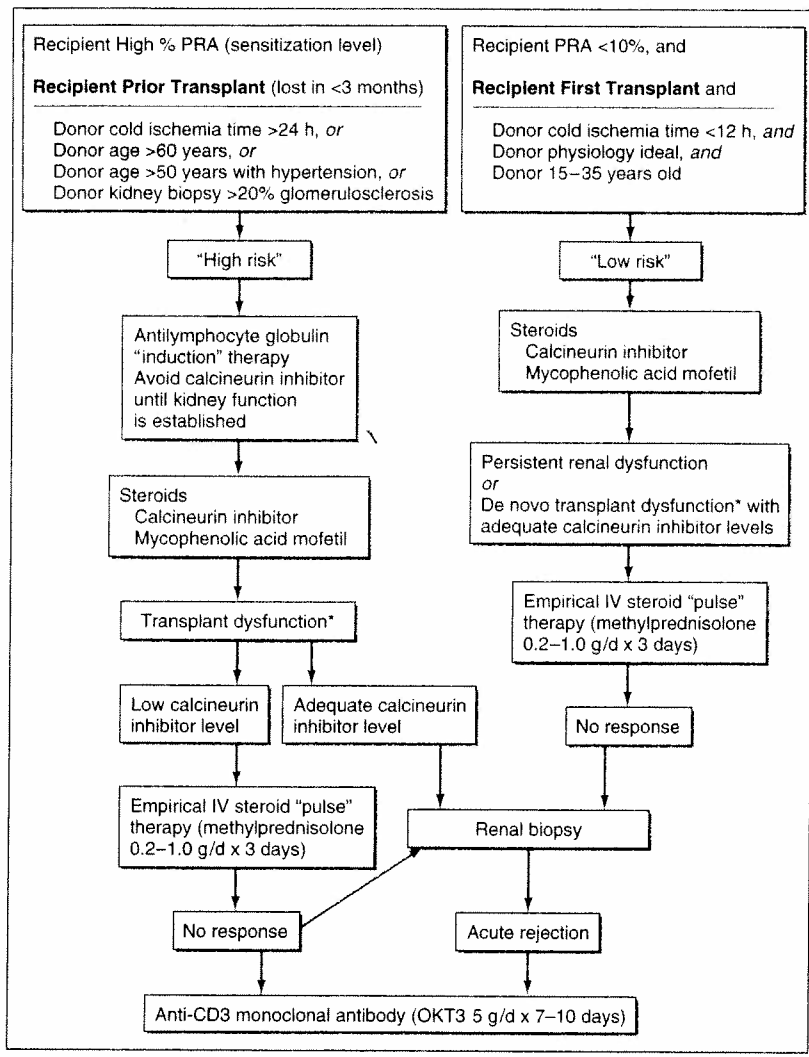 Recipient High % PRA (sensitization level)
Recipient Prior Transplant (lost in <3 months)
Donor cold ischemia time >24 h, or
Donor age >60 years, or
Donor age >50 years with hypertension, or
Donor kidney biopsy >20% glomerulosclerosis
Recipient PRA <10%, and
Recipient First Transplant and
Donor cold ischemia time <12 h, and
Donor physiology ideal, and
Donor 15–35 years old
"High risk"
"Low risk"
Antilymphocyte globulin
"induction" therapy
Avoid calcineurin inhibitor
until kidney function
is established
Steroids
Calcineurin inhibitor
Mycophenolic acid mofetil
Steroids
Calcineurin inhibitor
Mycophenolic acid mofetil
Persistent renal dysfunction
or
De novo transplant dysfunction* with
adequate calcineurin inhibitor levels
Transplant dysfunction*
Empirical IV steroid "pulse"
therapy (methylprednisolone
0.2–1.0 g/d x 3 days)
Low calcineurin
inhibitor level
Adequate calcineurin
inhibitor level
No response
Empirical IV steroid "pulse"
therapy (methylprednisolone
0.2–1.0 g/d x 3 days)
Renal biopsy
No response
Acute rejection
Anti-CD3 monoclonal antibody (OKT3 5 g/d x 7–10 days)